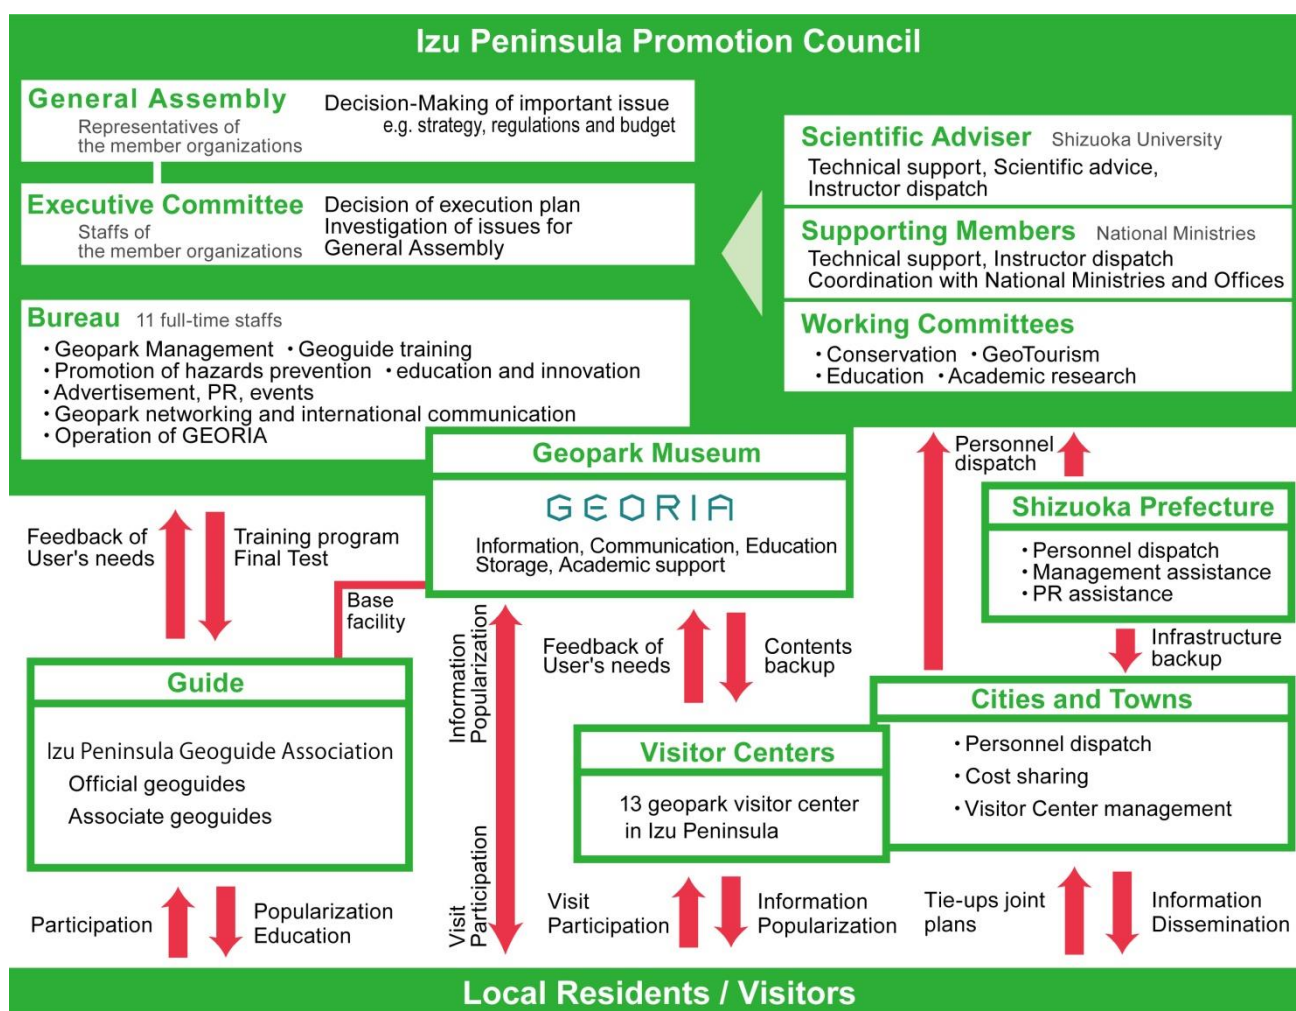 Izu Peninsula Promotion Council
General Assembly
Representatives of
the member organizations
Decision-Making of important issue
e.g. strategy, regulations and budget
Executive Committee
Staffs of
the member organizations
Decision of execution plan
Investigation of issues for
General Assembly
Scientific Adviser Shizuoka University
Technical support, Scientific advice,
Instructor dispatch
Supporting Members National Ministries
Technical support, Instructor dispatch
Coordination with National Ministries and Offices
Working Committees
・Conservation ・GeoTourism
・Education ・Academic research
Bureau 11 full-time staffs
・Geopark Management ・Geoguide training
・Promotion of hazards prevention ・education and innovation
・Advertisement, PR, events
・Geopark networking and international communication
・Operation of GEORIA
Geopark Museum
GEORIA
Information, Communication, Education
Storage, Academic support
Personnel
dispatch
Shizuoka Prefecture
・Personnel dispatch
・Management assistance
・PR assistance
Feedback of
User's needs
Training program
Final Test
Base
facility
Information
Popularization
Visit
Participation
Feedback of
User's needs
Contents
backup
Infrastructure
backup
Guide
Izu Peninsula Geoguide Association
Official geoguides
Associate geoguides
Visitor Centers
13 geopark visitor center
in Izu Peninsula
Cities and Towns
・Personnel dispatch
・Cost sharing
・Visitor Center management
Participation
Popularization
Education
Visit
Participation
Information
Popularization
Tie-ups joint
plans
Information
Dissemination
Local Residents / Visitors